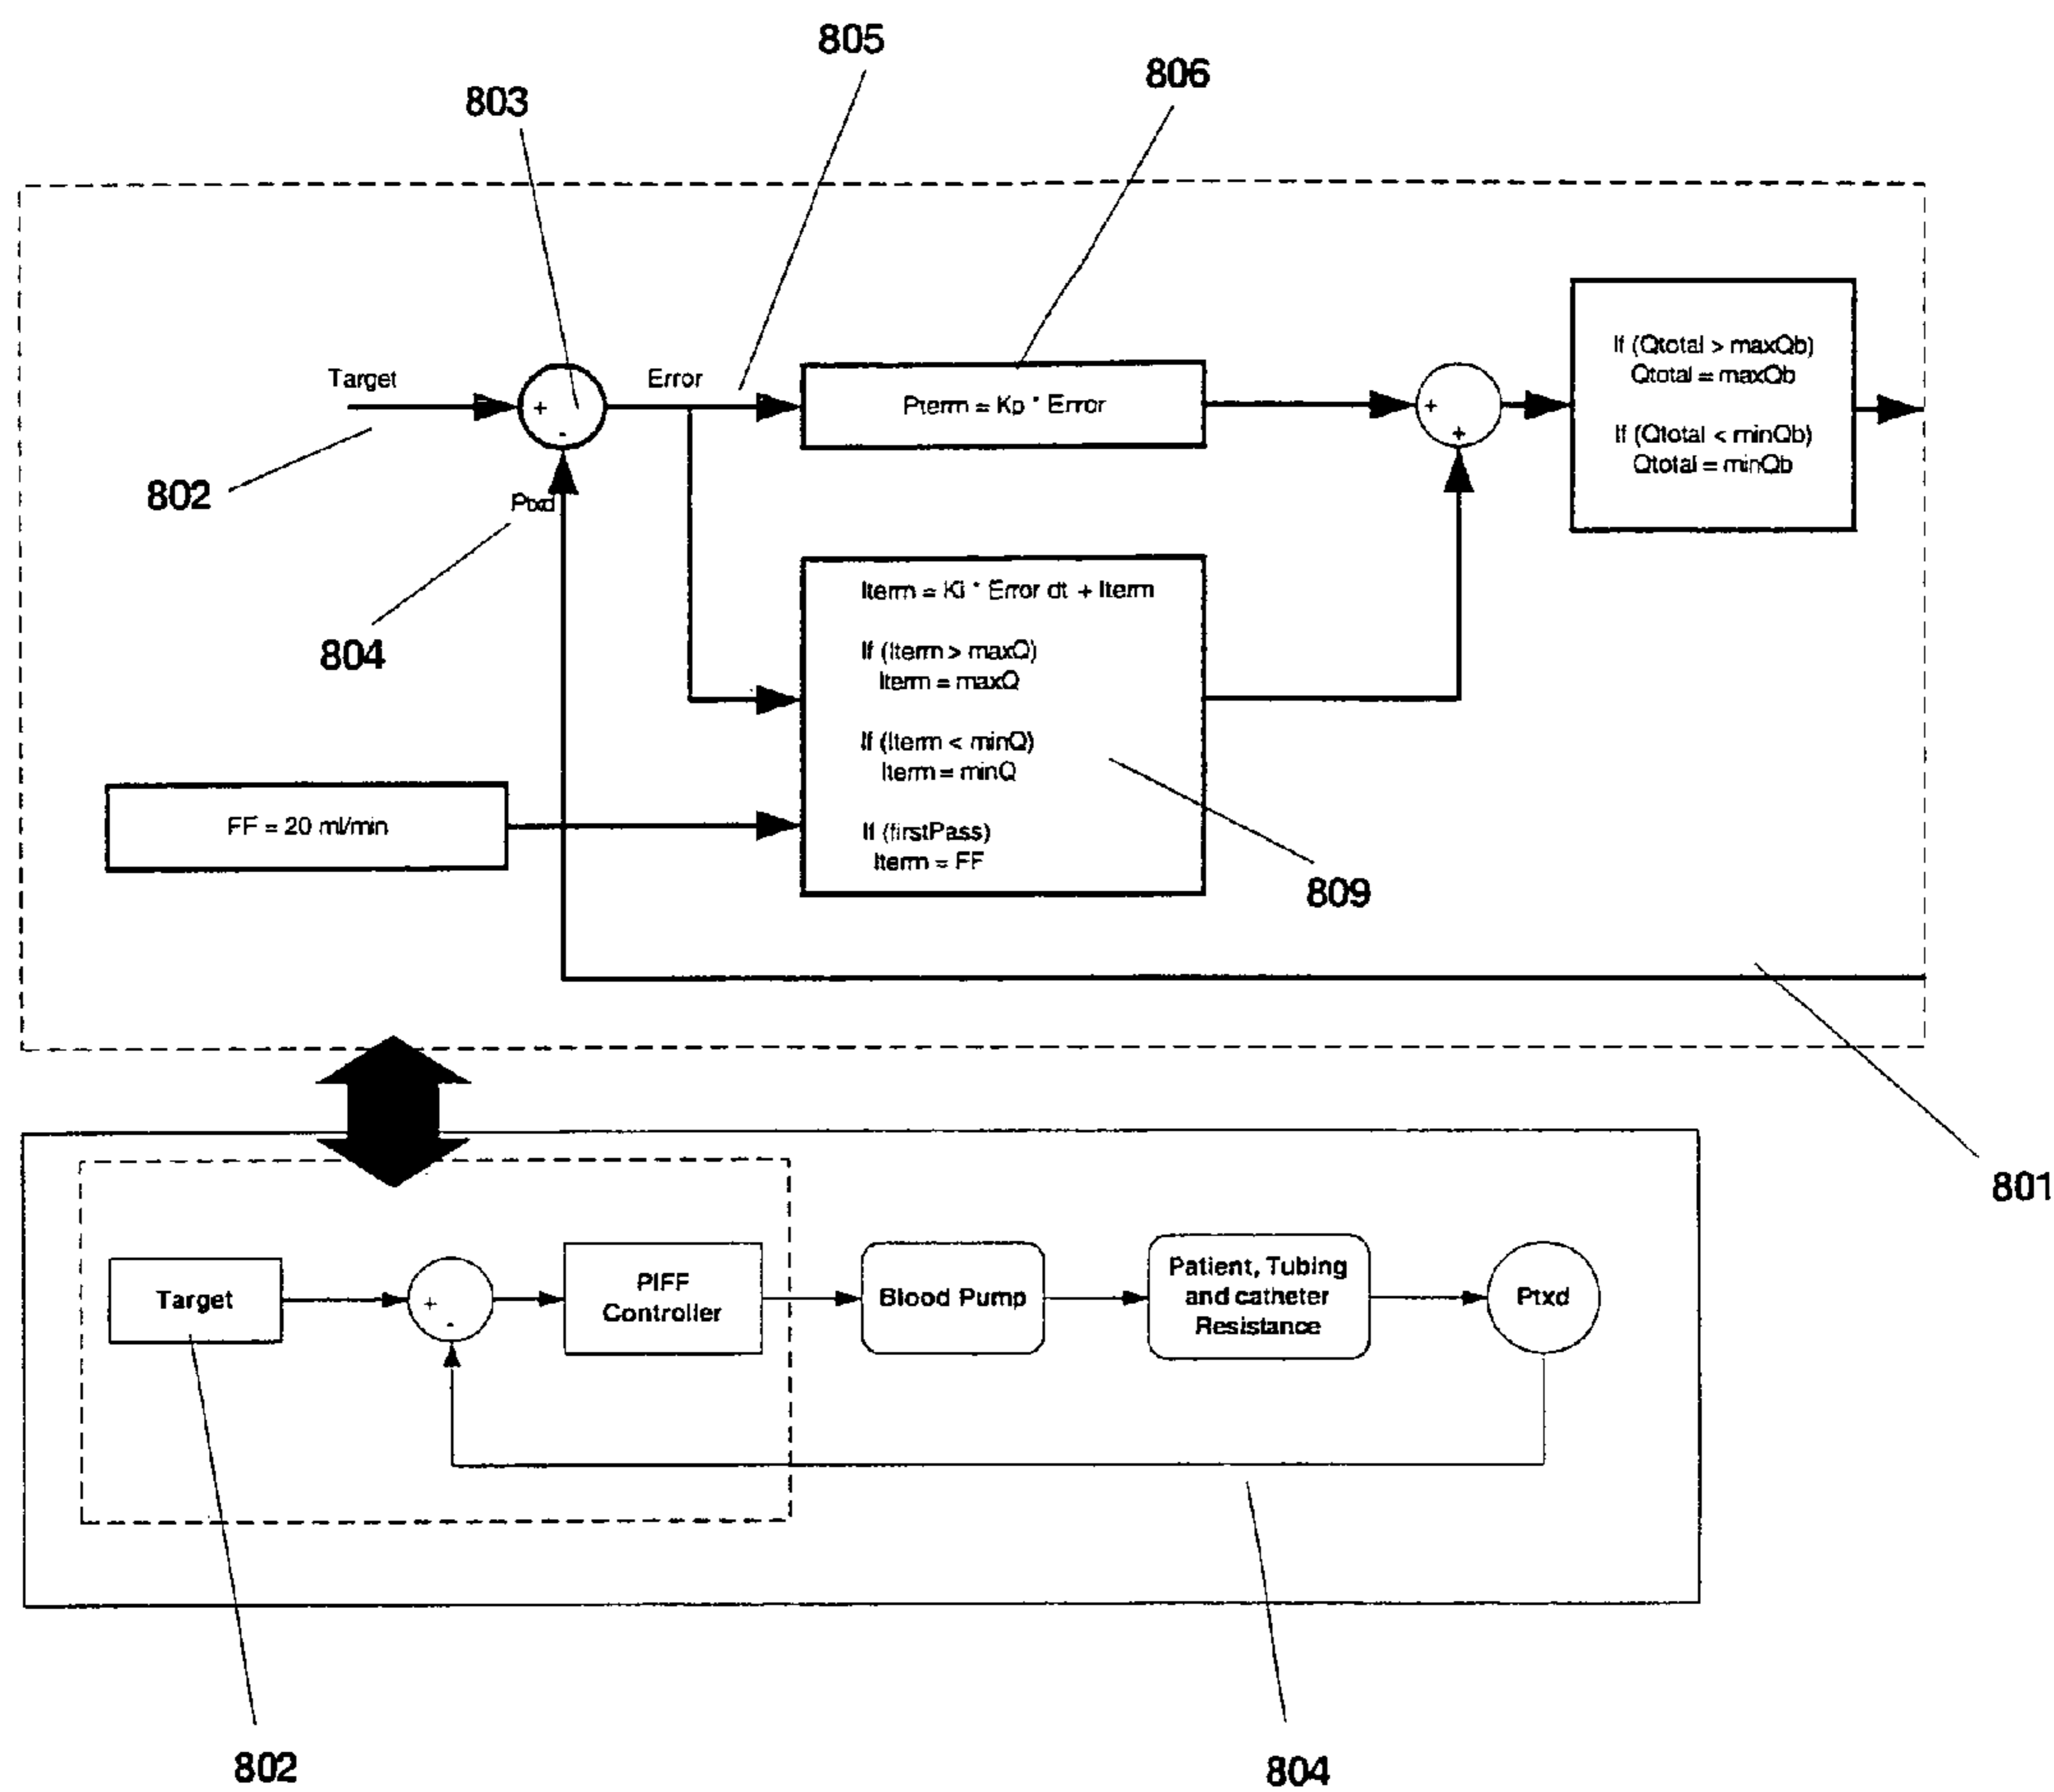 805
806
803
Target
Error
+
-
802
Ptxd
804
Pterm = Kp * Error
+
+
If (Qtotal > maxQb)
Qtotal = maxQb
If (Qtotal < minQb)
Qtotal = minQb
Iterm = Ki * Error dt + Iterm
If (Iterm > maxQ)
Iterm = maxQ
If (Iterm < minQ)
Iterm = minQ
If (firstPass)
Iterm = FF
FF = 20 ml/min
809
801
Target
+
-
PIFF
Controller
Blood Pump
Patient, Tubing
and catheter
Resistance
Ptxd
802
804